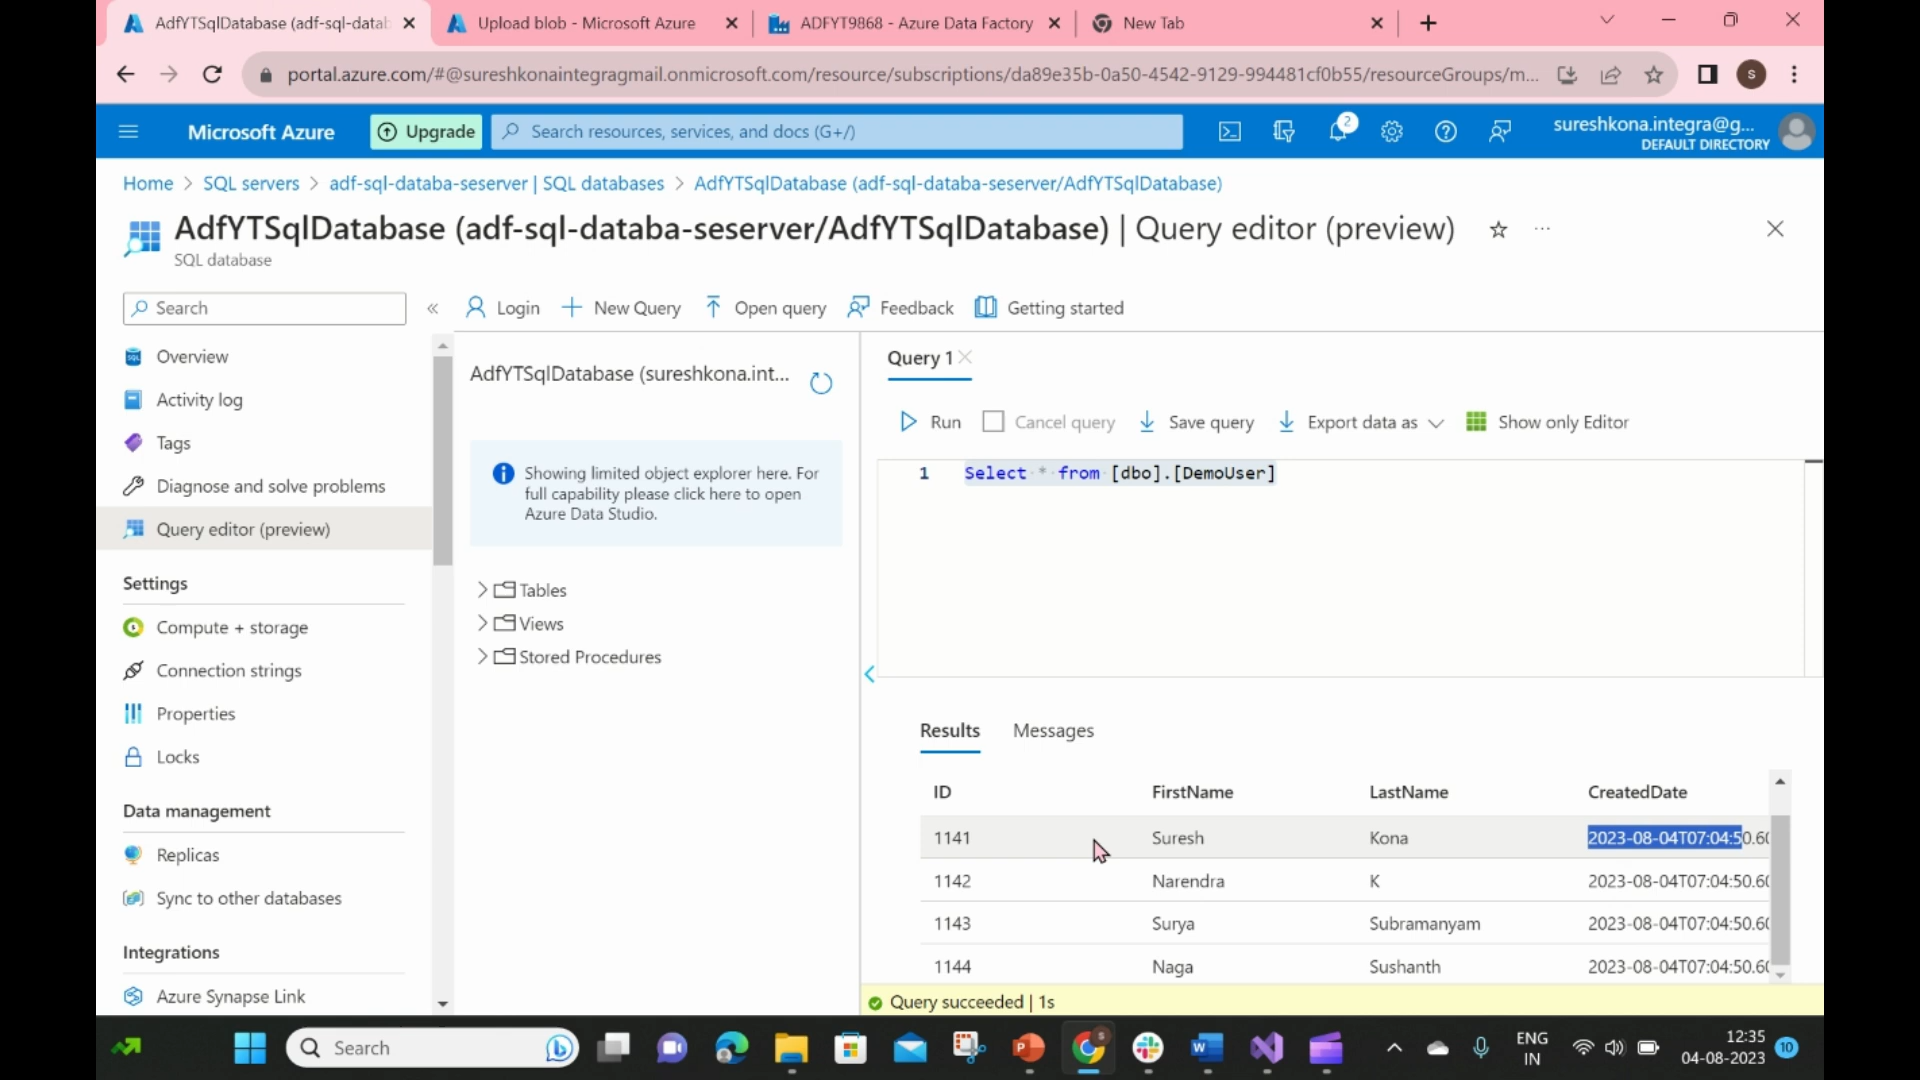 AdfYTSqlDatabase (adf-sql-datab
Upload blob - Microsoft Azure
ADFYT9868 - Azure Data Factory
New Tab
portal.azure.com/#@sureshkonaintegragmail.onmicrosoft.com/resource/subscriptions/da89e35b-0a50-4542-9129-994481cf0b55/resourceGroups/m...
S
Microsoft Azure
Upgrade
Search resources, services, and docs (G+/)
2
sureshkona.integra@g...
DEFAULT DIRECTORY
Home > SQL servers > adf-sql-databa-seserver | SQL databases > AdfYTSqlDatabase (adf-sql-databa-seserver/AdfYTSqlDatabase)
AdfYTSqlDatabase (adf-sql-databa-seserver/AdfYTSqlDatabase) | Query editor (preview)
SQL database
Search
Login
New Query
Open query
Feedback
Getting started
Overview
Activity log
Tags
Diagnose and solve problems
Query editor (preview)
Settings
Compute + storage
Connection strings
Properties
Locks
Data management
Replicas
Sync to other databases
Integrations
Azure Synapse Link
AdfYTSqlDatabase (sureshkona.int...
Showing limited object explorer here. For
full capability please click here to open
Azure Data Studio.
Tables
Views
Stored Procedures
Query 1
Run
Cancel query
Save query
Export data as
Show only Editor
1 Select * from [dbo].[DemoUser]
Results Messages
ID FirstName LastName CreatedDate
1141 Suresh Kona 2023-08-04T07:04:50.60
1142 Narendra K 2023-08-04T07:04:50.60
1143 Surya Subramanyam 2023-08-04T07:04:50.60
1144 Naga Sushanth 2023-08-04T07:04:50.60
Query succeeded | 1s
Search
ENG
IN
12:35
04-08-2023
10